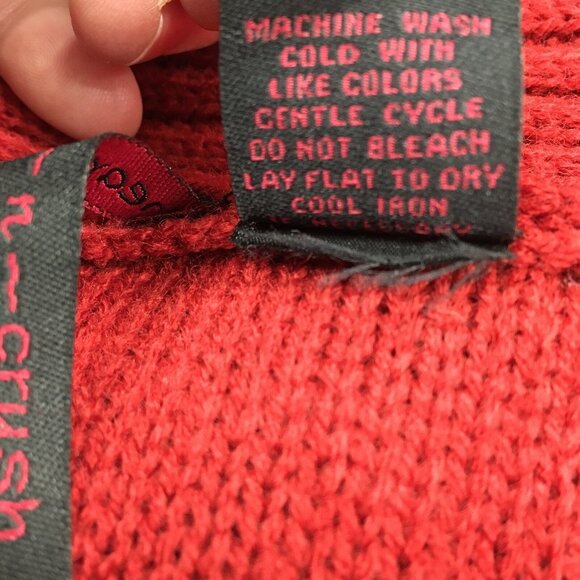 MACHINE WASH
COLD WITH
LIKE COLORS
GENTLE CYCLE
DO NOT BLEACH
LAY FLAT TO DRY
COOL IRON
n-crush